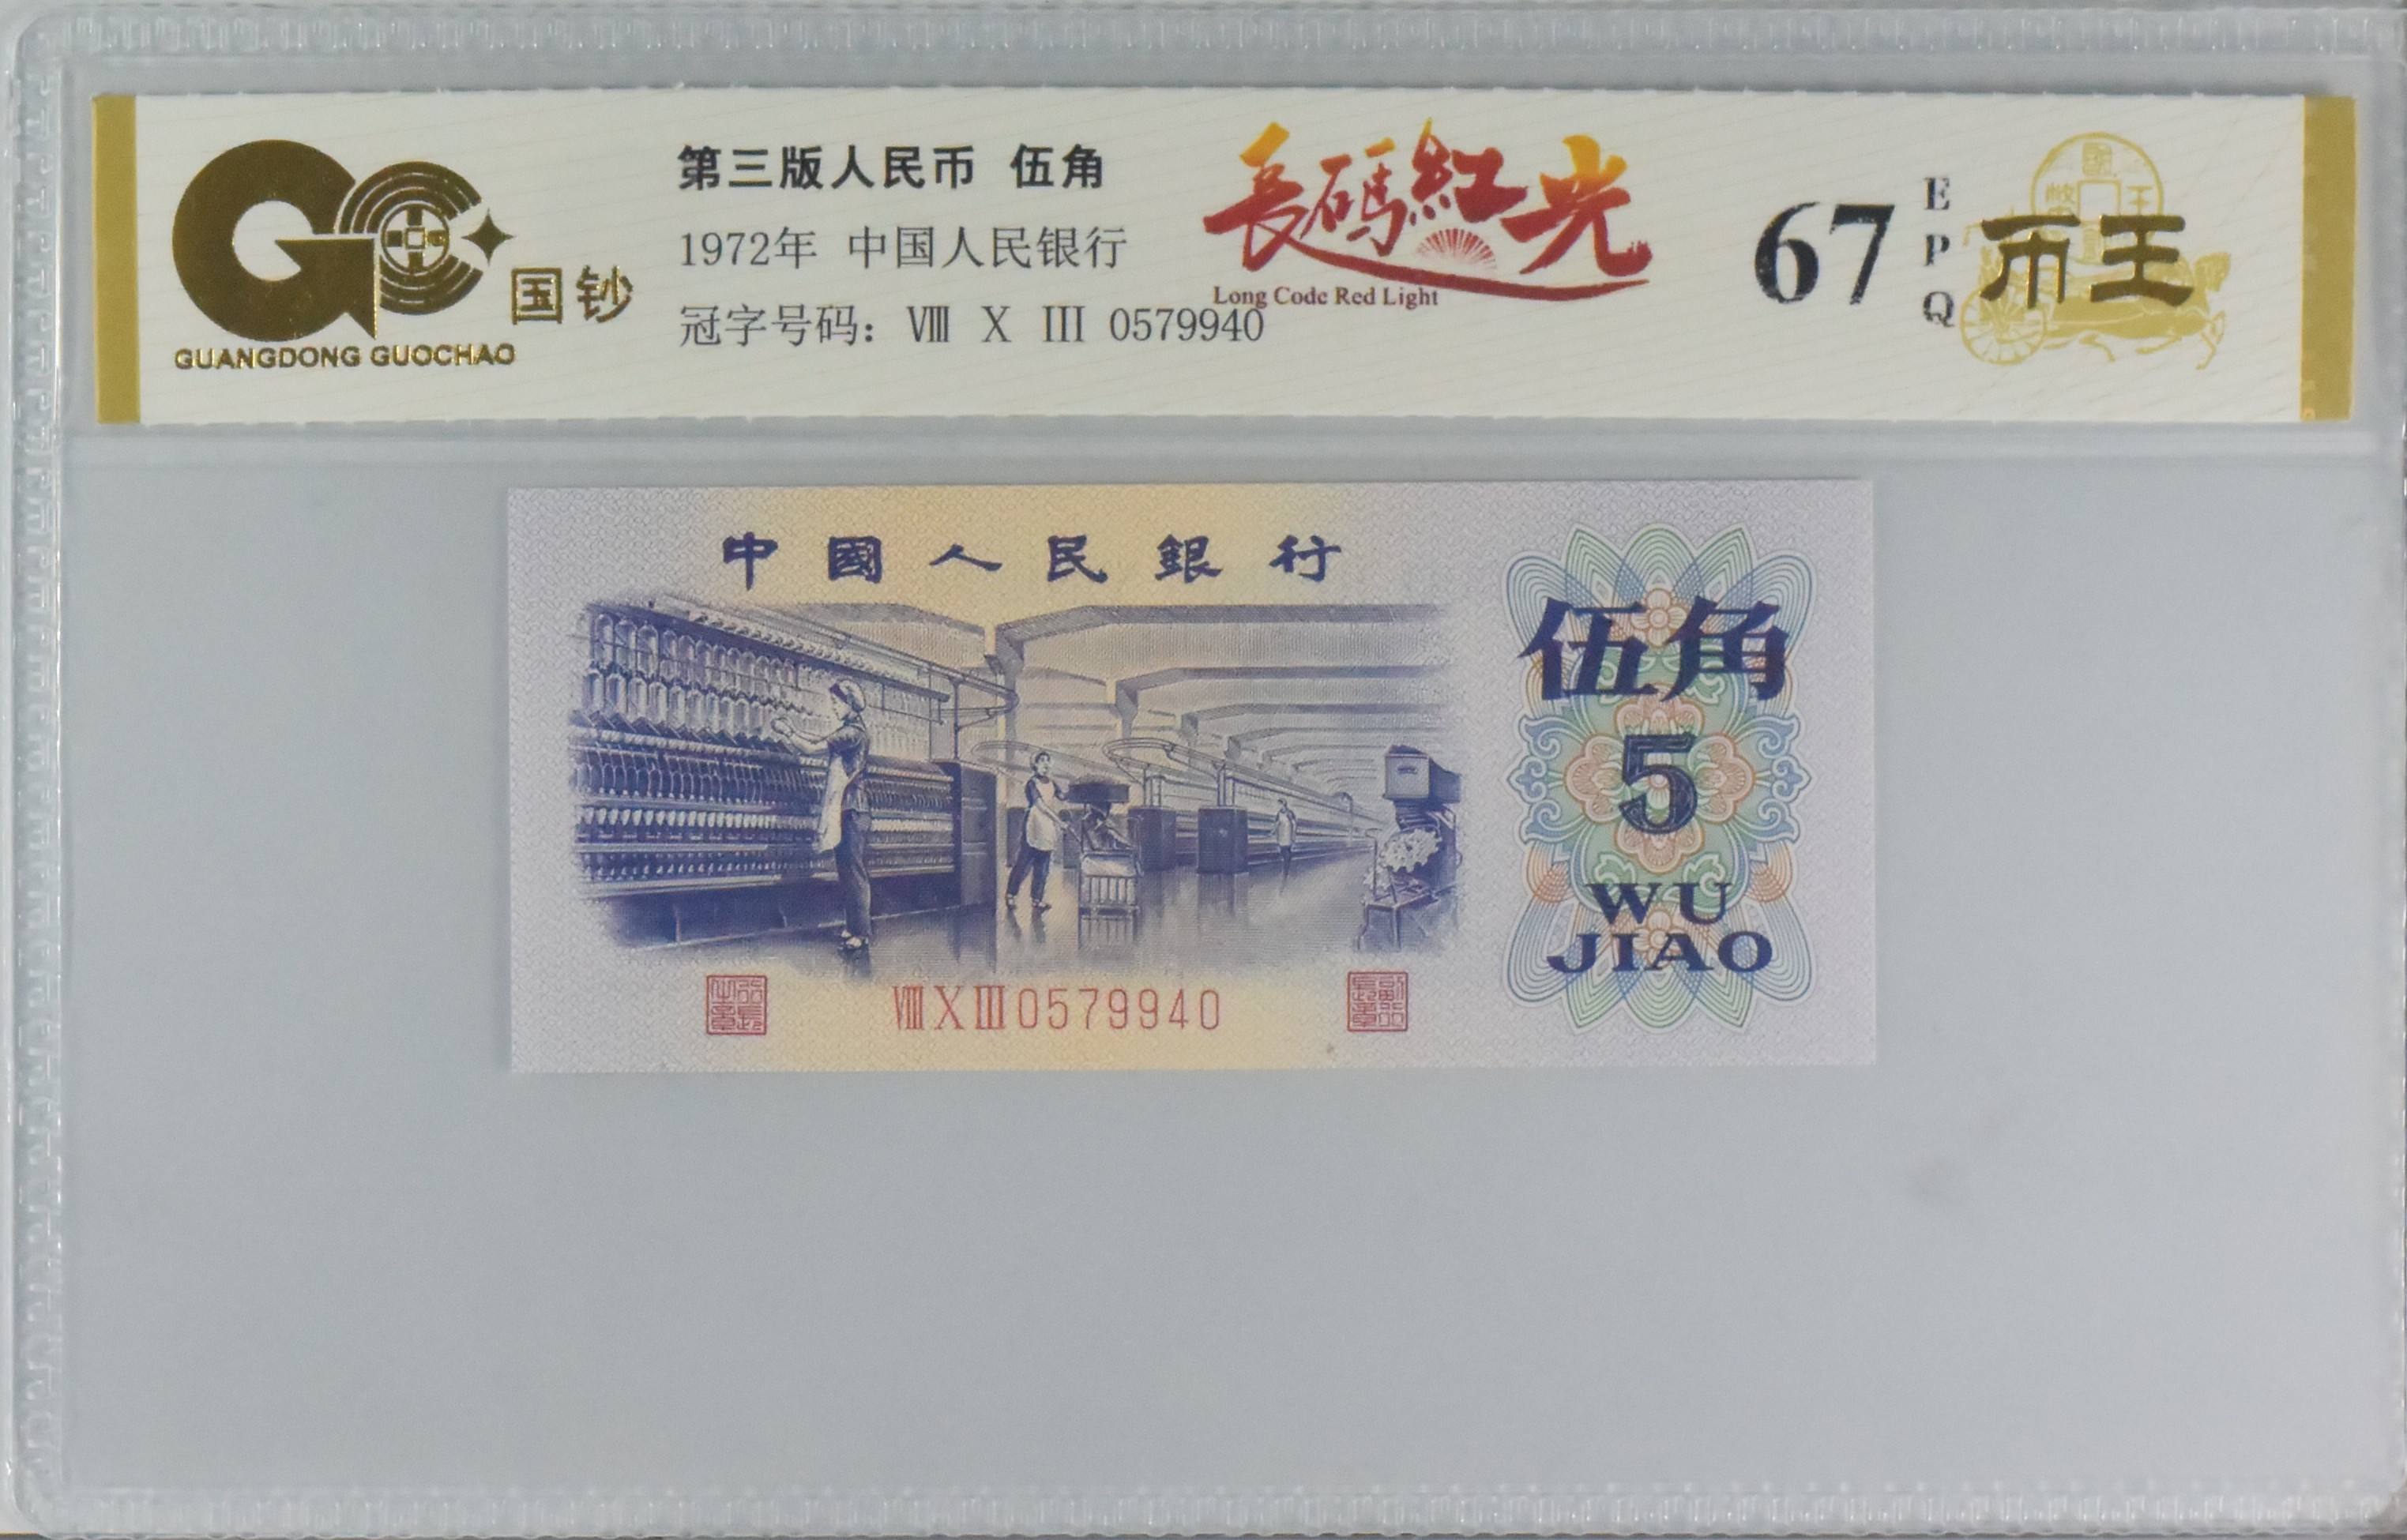 国钞
GUANGDONG GUOCHAO
第三版人民币 伍角
1972年 中国人民银行
冠字号码：Ⅷ X III 0579940
長碼紅光
Long Code Red Light
67
EPQ
币王
中國人民銀行
伍角
5
WU
JIAO
ⅧⅩⅢ0579940